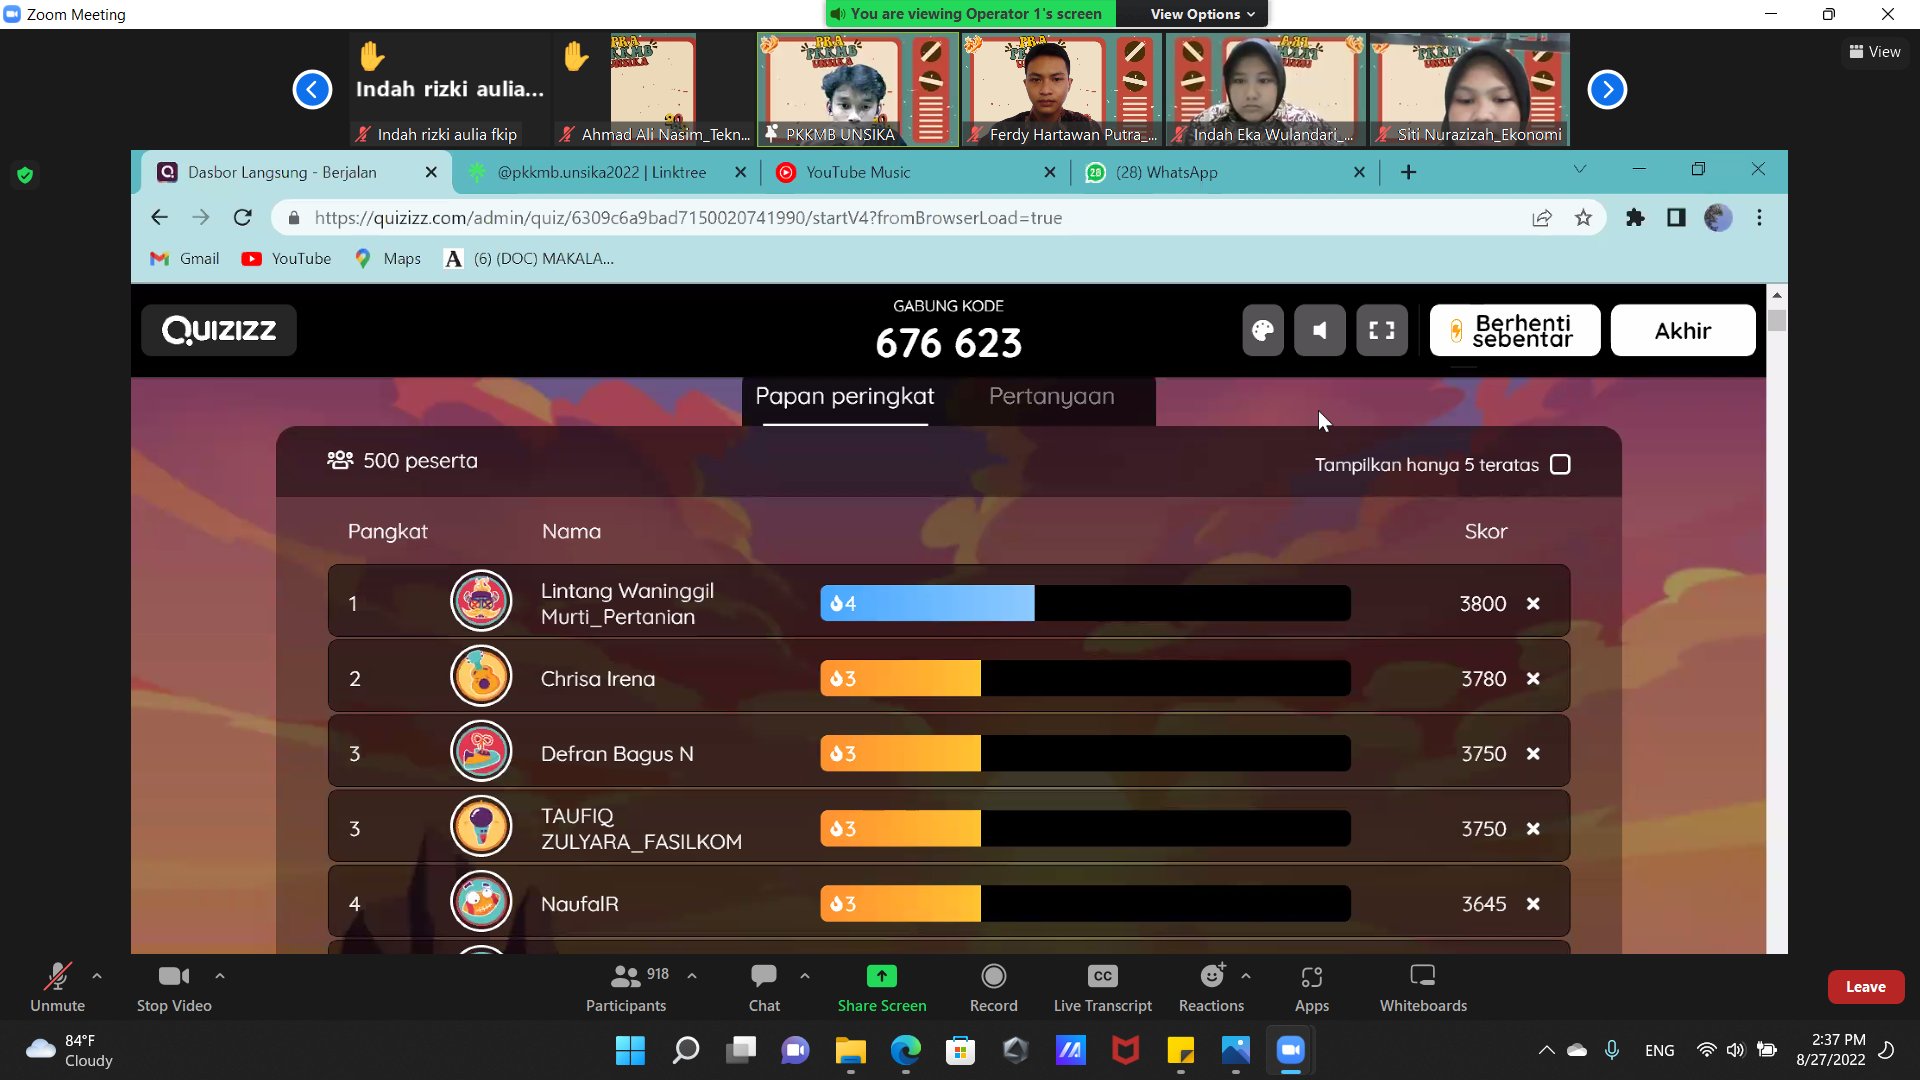 Zoom Meeting
You are viewing Operator 1's screen
View Options
View
Indah rizki aulia...
Indah rizki aulia fkip
Ahmad Ali Nasim_Tekn...
PKKMB UNSIKA
Ferdy Hartawan Putra_...
Indah Eka Wulandari_...
Siti Nurazizah_Ekonomi
Dasbor Langsung - Berjalan
@pkkmb.unsika2022 | Linktree
YouTube Music
(28) WhatsApp
https://quizizz.com/admin/quiz/6309c6a9bad7150020741990/startV4?fromBrowserLoad=true
Gmail
YouTube
Maps
(6) (DOC) MAKALA...
Quizizz
GABUNG KODE
676 623
Berhenti
sebentar
Akhir
Papan peringkat
Pertanyaan
500 peserta
Tampilkan hanya 5 teratas
Pangkat Nama Skor
1 Lintang Waninggil
Murti_Pertanian 4 3800
2 Chrisa Irena 3 3780
3 Defran Bagus N 3 3750
3 TAUFIQ
ZULYARA_FASILKOM 3 3750
4 NaufalR 3 3645
Unmute
Stop Video
918
Participants
Chat
Share Screen
Record
CC
Live Transcript
Reactions
Apps
Whiteboards
Leave
84°F
Cloudy
ENG
2:37 PM
8/27/2022